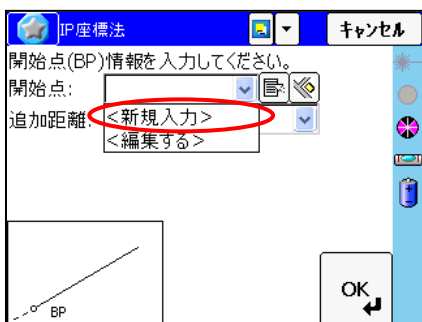 IP座標法
キャンセル
開始点(BP)情報を入力してください。
開始点:
追加距離:
<新規入力>
<編集する>
BP
OK